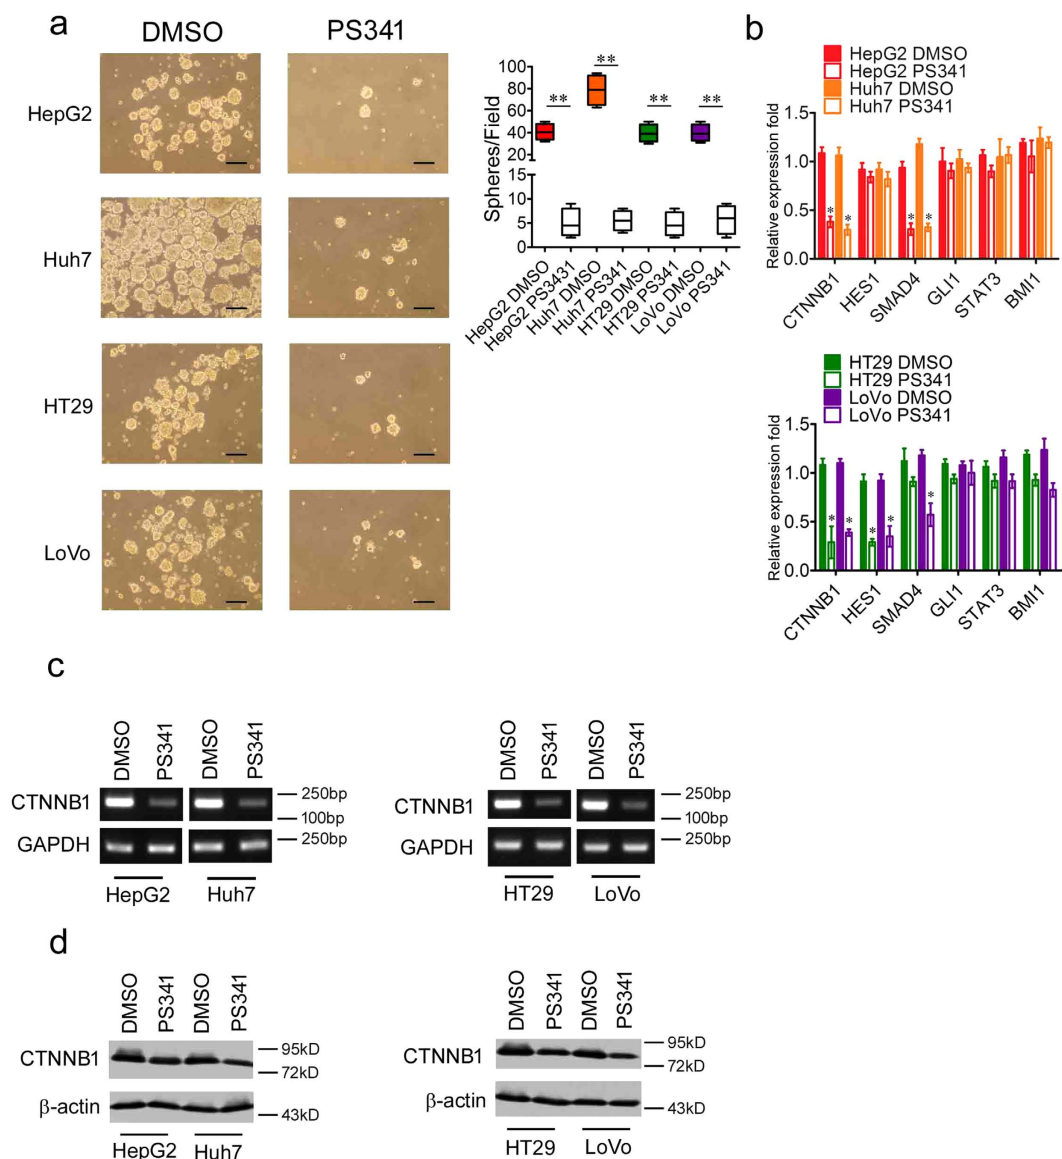 a
DMSO PS341
HepG2
Huh7
HT29
LoVo
Spheres/Field
100
80
60
40
20
10
5
0
** ** ** **
HepG2 DMSO
HepG2 PS3431
Huh7 DMSO
Huh7 PS341
HT29 DMSO
HT29 PS341
LoVo DMSO
LoVo PS341
b
HepG2 DMSO
HepG2 PS341
Huh7 DMSO
Huh7 PS341
Relative expression fold
1.5
1.0
0.5
0.0
* * * *
CTNNB1
HES1
SMAD4
GLI1
STAT3
BMI1
HT29 DMSO
HT29 PS341
LoVo DMSO
LoVo PS341
Relative expression fold
1.5
1.0
0.5
0.0
* * * * *
CTNNB1
HES1
SMAD4
GLI1
STAT3
BMI1
c
DMSO PS341 DMSO PS341
CTNNB1
250bp
100bp
GAPDH
250bp
HepG2 Huh7
DMSO PS341 DMSO PS341
CTNNB1
250bp
100bp
GAPDH
250bp
HT29 LoVo
d
DMSO PS341 DMSO PS341
CTNNB1
95kD
72kD
β-actin
43kD
HepG2 Huh7
DMSO PS341 DMSO PS341
CTNNB1
95kD
72kD
β-actin
43kD
HT29 LoVo